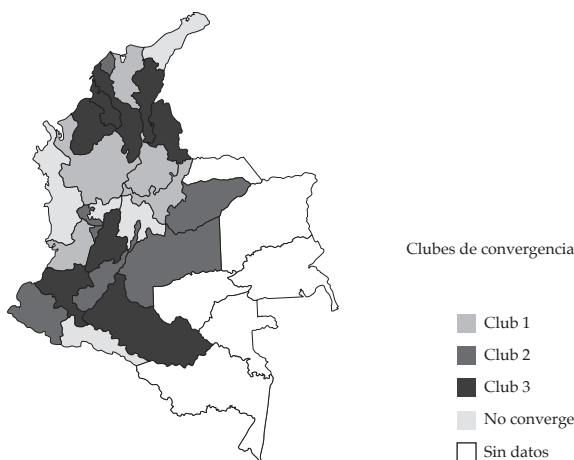 Clubes de convergencia
Club 1
Club 2
Club 3
No converge
Sin datos